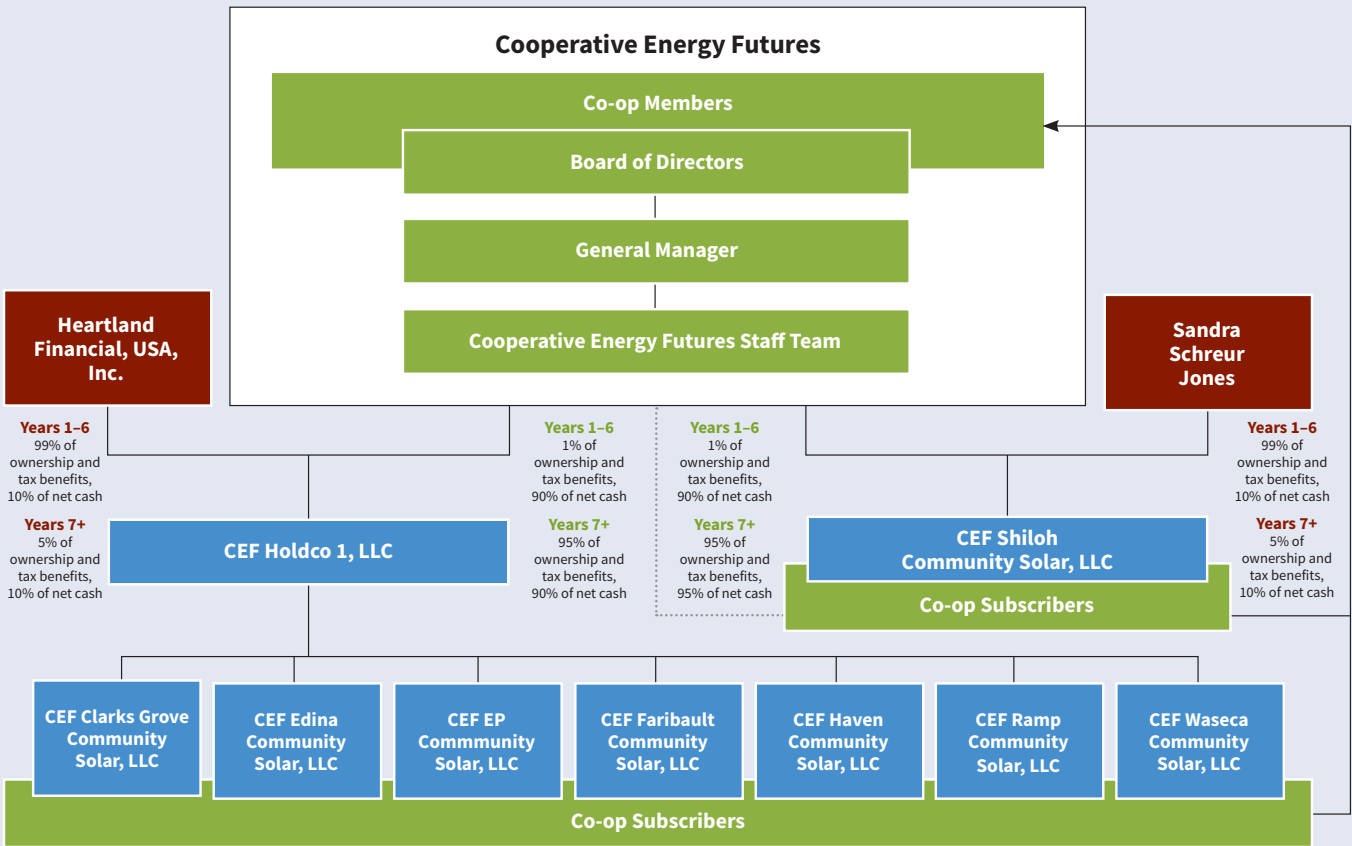 Cooperative Energy Futures
Co-op Members
Board of Directors
General Manager
Cooperative Energy Futures Staff Team
Heartland
Financial, USA,
Inc.
Sandra
Schreur
Jones
Years 1–6
99% of
ownership and
tax benefits,
10% of net cash
Years 7+
5% of
ownership and
tax benefits,
10% of net cash
Years 1–6
1% of
ownership and
tax benefits,
90% of net cash
Years 7+
95% of
ownership and
tax benefits,
90% of net cash
Years 1–6
1% of
ownership and
tax benefits,
90% of net cash
Years 7+
95% of
ownership and
tax benefits,
95% of net cash
Years 1–6
99% of
ownership and
tax benefits,
10% of net cash
Years 7+
5% of
ownership and
tax benefits,
10% of net cash
CEF Holdco 1, LLC
CEF Shiloh
Community Solar, LLC
Co-op Subscribers
CEF Clarks Grove
Community
Solar, LLC
CEF Edina
Community
Solar, LLC
CEF EP
Commmunity
Solar, LLC
CEF Faribault
Community
Solar, LLC
CEF Haven
Community
Solar, LLC
CEF Ramp
Community
Solar, LLC
CEF Waseca
Community
Solar, LLC
Co-op Subscribers